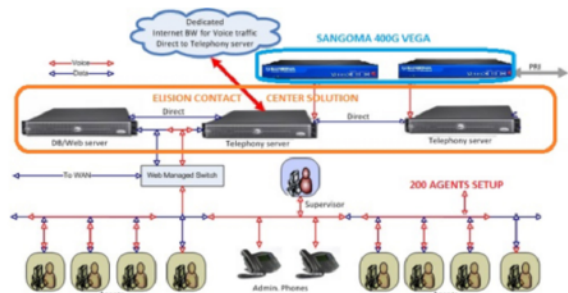 Dedicated
Internet BW for Voice traffic
Direct to Telephony server
SANGOMA 400G VEGA
Voice
Data
PRI
ELISION CONTACT CENTER SOLUTION
Direct
Direct
DB/Web server
Telephony server
Telephony server
To WAN
Web Managed Switch
Supervisor
200 AGENTS SETUP
Admin. Phones